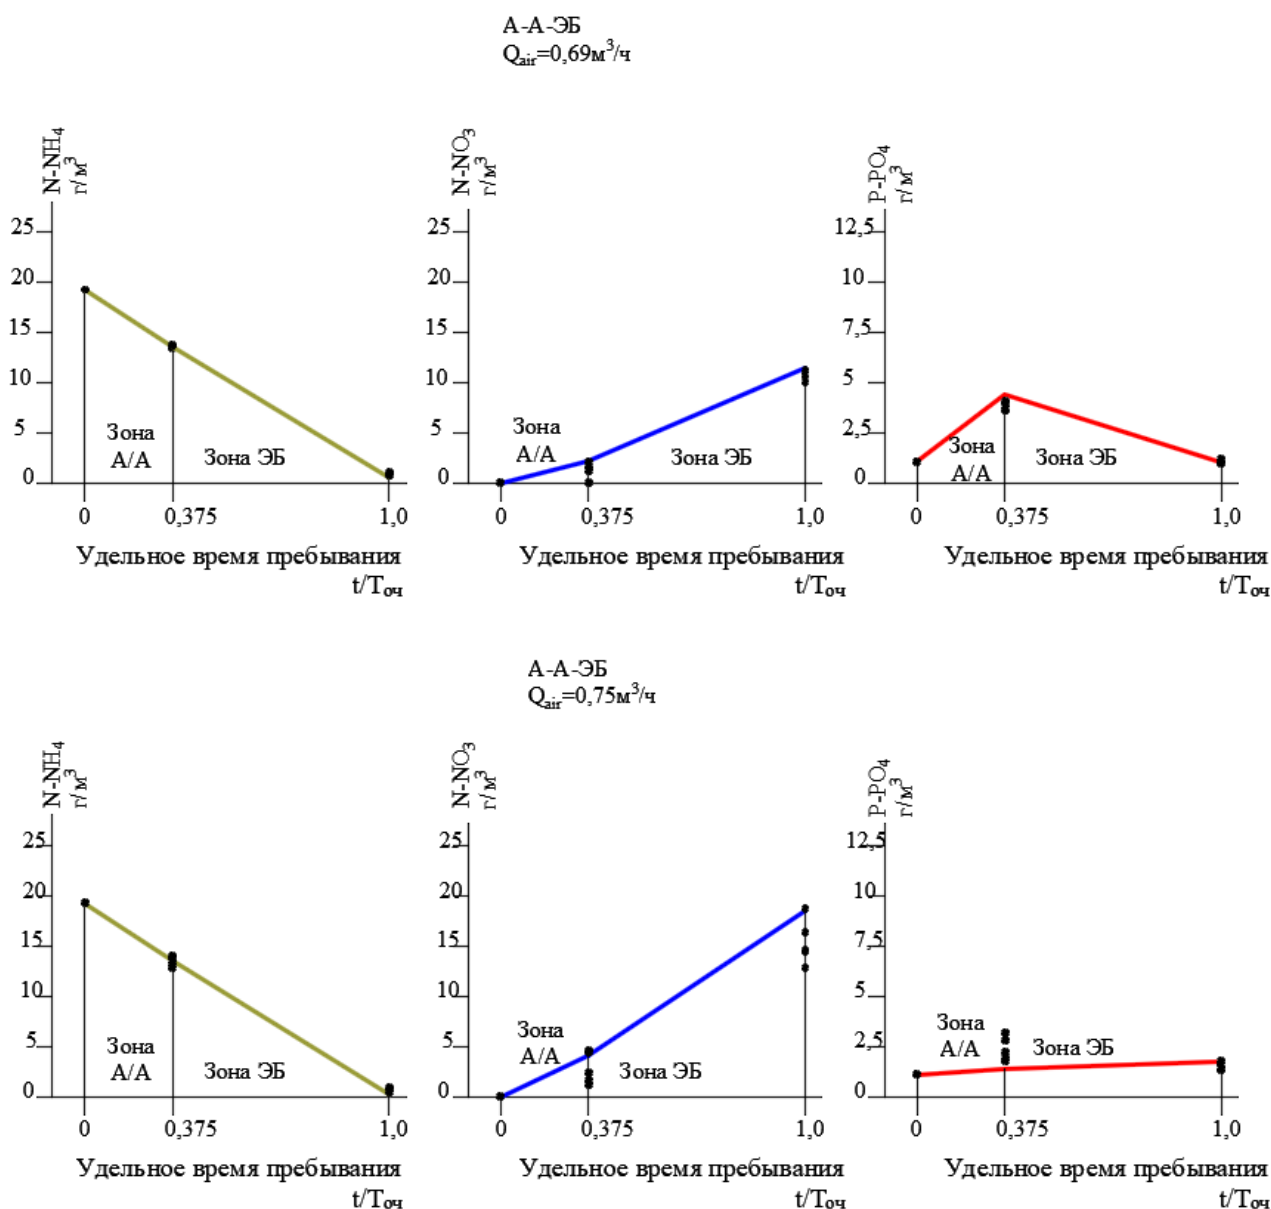 А-А-ЭБ
Qair=0,69м³/ч
N-NH4
г/м³
25
20
15
10
5
0
Зона
А/А
Зона ЭБ
0
0,375
1,0
Удельное время пребывания
t/Tоч
N-NO3
г/м³
25
20
15
10
5
0
Зона
А/А
Зона ЭБ
0
0,375
1,0
Удельное время пребывания
t/Tоч
P-PO4
г/м³
12,5
10
7,5
5
2,5
0
Зона
А/А
Зона ЭБ
0
0,375
1,0
Удельное время пребывания
t/Tоч
А-А-ЭБ
Qair=0,75м³/ч
N-NH4
г/м³
25
20
15
10
5
0
Зона
А/А
Зона ЭБ
0
0,375
1,0
Удельное время пребывания
t/Tоч
N-NO3
г/м³
25
20
15
10
5
0
Зона
А/А
Зона ЭБ
0
0,375
1,0
Удельное время пребывания
t/Tоч
P-PO4
г/м³
12,5
10
7,5
5
2,5
0
Зона
А/А
Зона ЭБ
0
0,375
1,0
Удельное время пребывания
t/Tоч